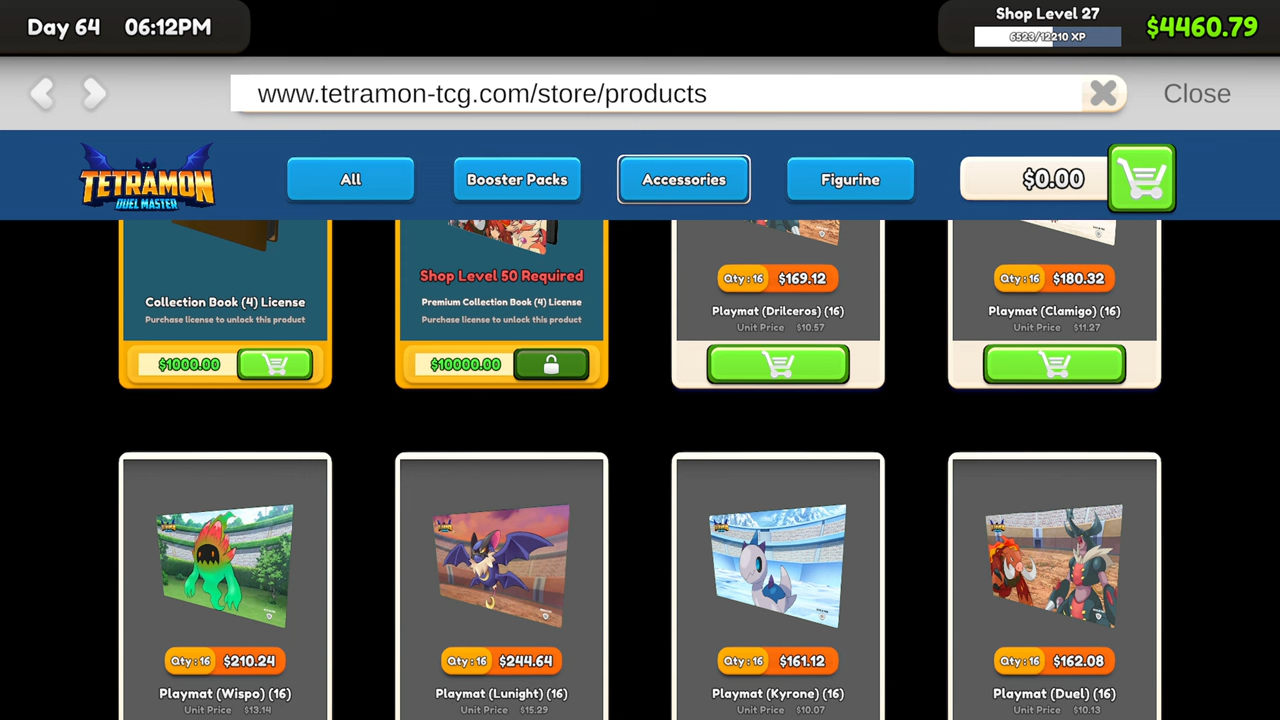 Day 64 06:12PM
Shop Level 27
6523/12210 XP
$4460.79
www.tetramon-tcg.com/store/products
Close
TETRAMON
DUEL MASTER
All
Booster Packs
Accessories
Figurine
$0.00
Collection Book (4) License
Purchase license to unlock this product
$1000.00
Shop Level 50 Required
Premium Collection Book (4) License
Purchase license to unlock this product
$10000.00
Qty : 16 $169.12
Playmat (Drilceros) (16)
Unit Price $10.57
Qty : 16 $180.32
Playmat (Clamigo) (16)
Unit Price $11.27
Qty : 16 $210.24
Playmat (Wispo) (16)
Unit Price $13.14
Qty : 16 $244.64
Playmat (Lunight) (16)
Unit Price $15.29
Qty : 16 $161.12
Playmat (Kyrone) (16)
Unit Price $10.07
Qty : 16 $162.08
Playmat (Duel) (16)
Unit Price $10.13